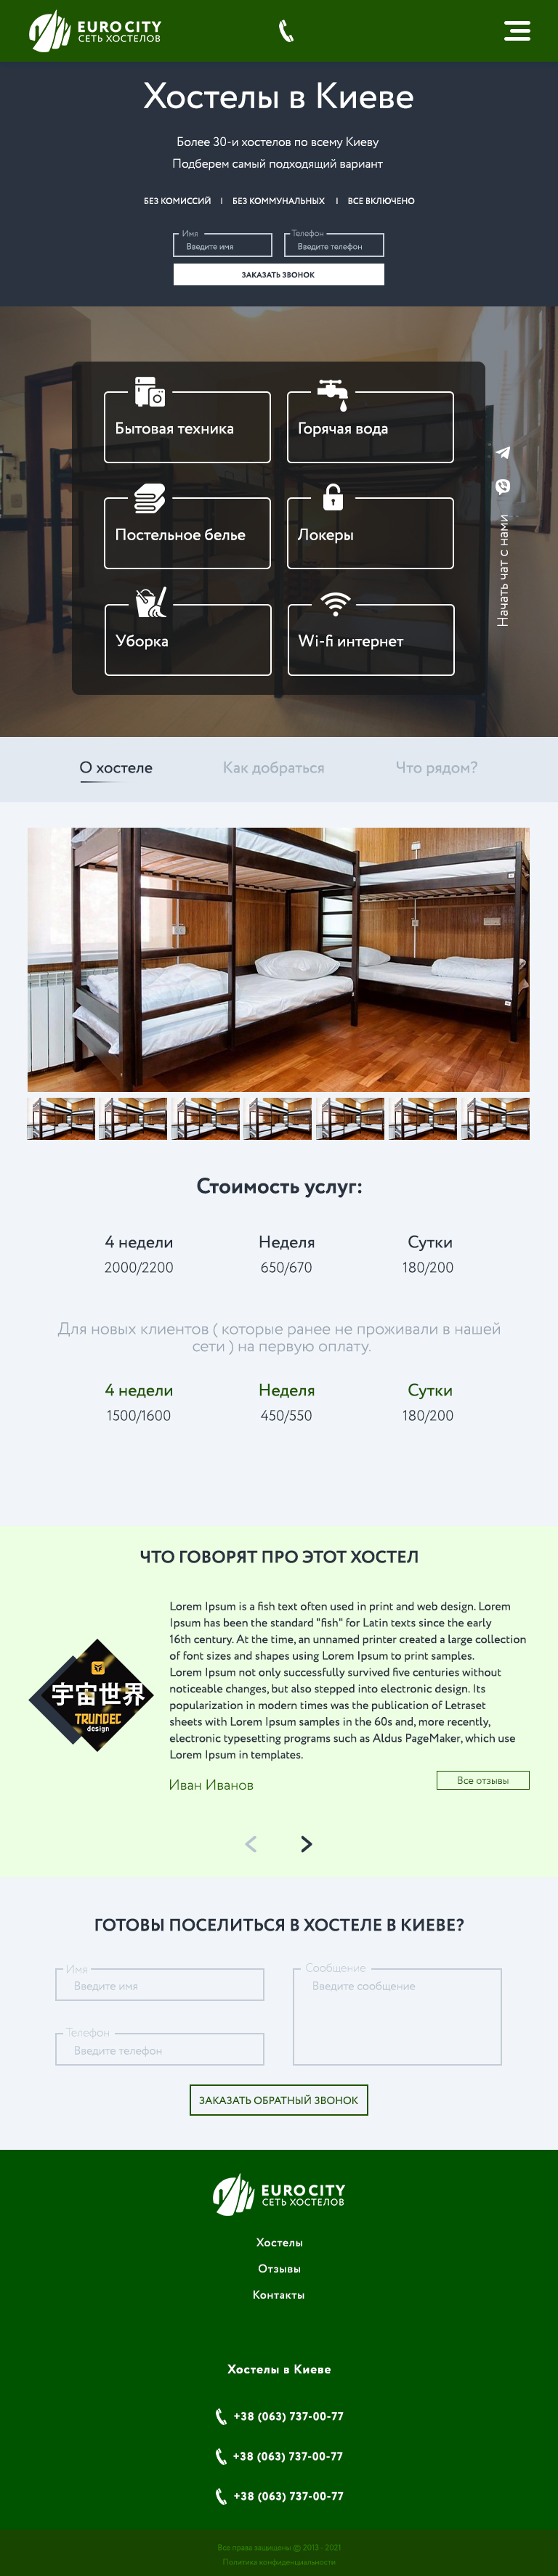 EUROCITY
СЕТЬ ХОСТЕЛОВ
Хостелы в Киеве
Более 30-и хостелов по всему Киеву
Подберем самый подходящий вариант
БЕЗ КОМИССИЙ | БЕЗ КОММУНАЛЬНЫХ | ВСЕ ВКЛЮЧЕНО
Имя Телефон
Введите имя Введите телефон
ЗАКАЗАТЬ ЗВОНОК
Бытовая техника
Горячая вода
Постельное белье
Локеры
Уборка
Wi-fi интернет
Начать чат с нами
О хостеле Как добраться Что рядом?
Стоимость услуг:
4 недели Неделя Сутки
2000/2200 650/670 180/200
Для новых клиентов ( которые ранее не проживали в нашей
сети ) на первую оплату.
4 недели Неделя Сутки
1500/1600 450/550 180/200
ЧТО ГОВОРЯТ ПРО ЭТОТ ХОСТЕЛ
宇宙世界
TRUNDEC
design
Lorem Ipsum is a fish text often used in print and web design. Lorem
Ipsum has been the standard "fish" for Latin texts since the early
16th century. At the time, an unnamed printer created a large collection
of font sizes and shapes using Lorem Ipsum to print samples.
Lorem Ipsum not only successfully survived five centuries without
noticeable changes, but also stepped into electronic design. Its
popularization in modern times was the publication of Letraset
sheets with Lorem Ipsum samples in the 60s and, more recently,
electronic typesetting programs such as Aldus PageMaker, which use
Lorem Ipsum in templates.
Иван Иванов
Все отзывы
ГОТОВЫ ПОСЕЛИТЬСЯ В ХОСТЕЛЕ В КИЕВЕ?
Имя
Введите имя
Телефон
Введите телефон
Сообщение
Введите сообщение
ЗАКАЗАТЬ ОБРАТНЫЙ ЗВОНОК
EUROCITY
СЕТЬ ХОСТЕЛОВ
Хостелы
Отзывы
Контакты
Хостелы в Киеве
+38 (063) 737-00-77
+38 (063) 737-00-77
+38 (063) 737-00-77
Все права защищены © 2013 - 2021
Политика конфиденциальности